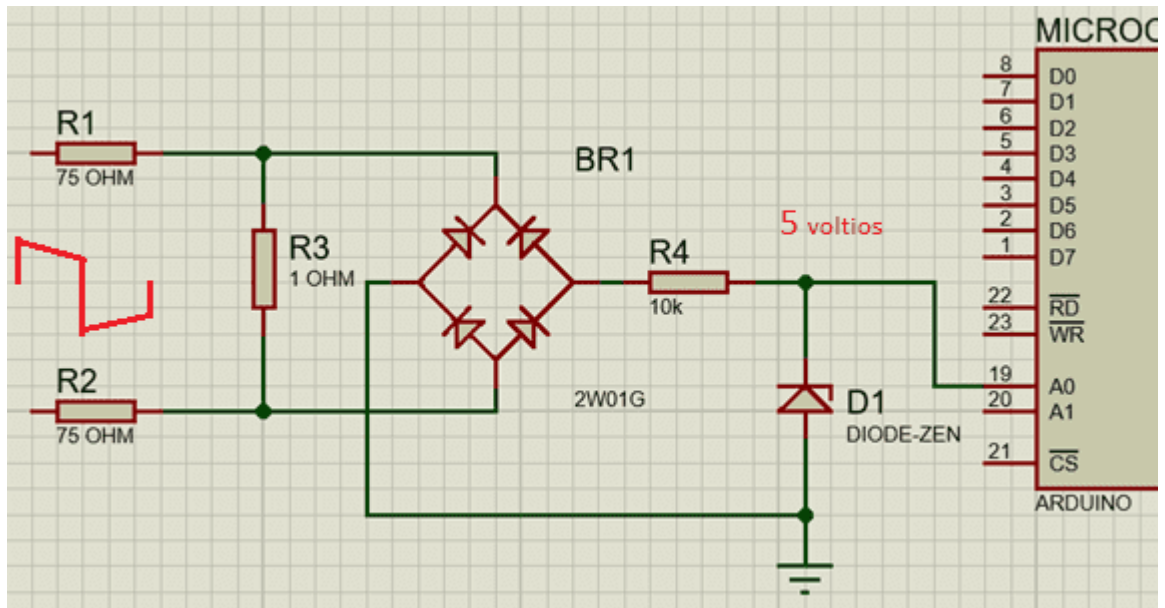 MICROC
8 D0
7 D1
6 D2
5 D3
4 D4
3 D5
2 D6
1 D7
22 RD
23 WR
19 A0
20 A1
21 CS
ARDUINO
R1
75 OHM
BR1
R3
1 OHM
5 voltios
R4
10k
R2
75 OHM
2W01G
D1
DIODE-ZEN